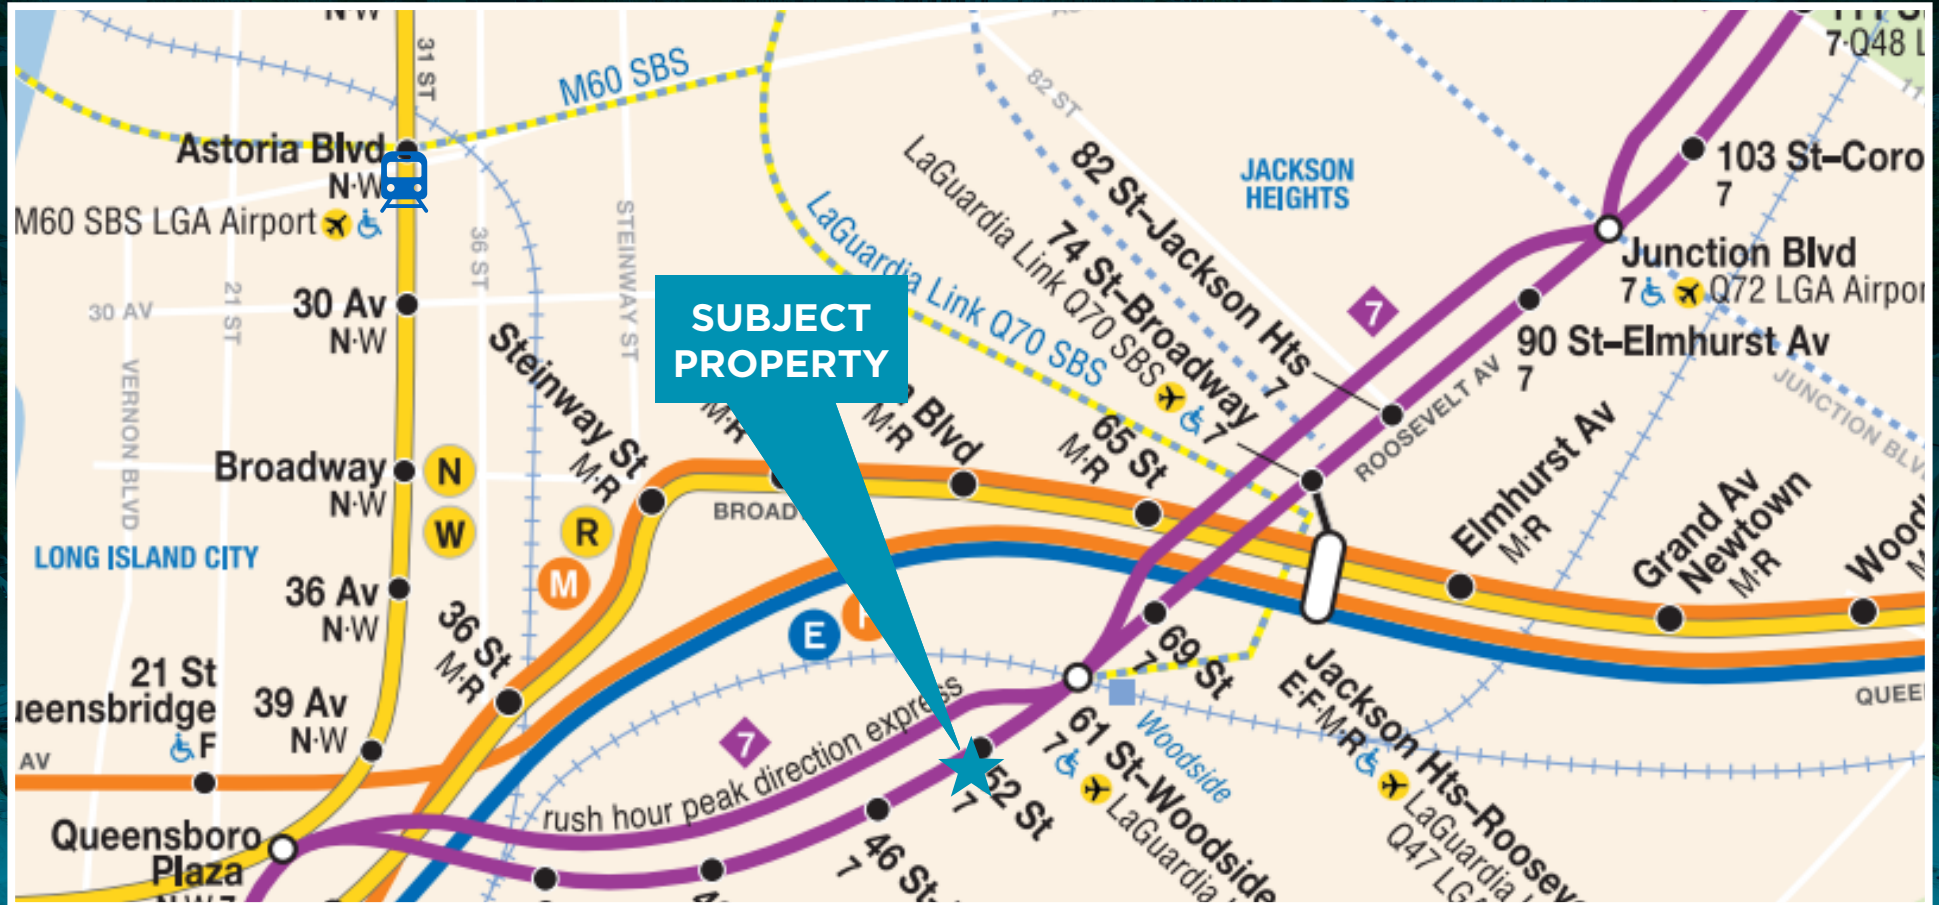 N·W
31 ST
M60 SBS
Astoria Blvd
N·W
M60 SBS LGA Airport
30 AV
21 ST
36 ST
STEINWAY ST
VERNON BLVD
30 Av
N·W
Broadway
N·W
N
W
LONG ISLAND CITY
36 Av
N·W
39 Av
N·W
21 St
F
AV
Queensboro
Plaza
N·W·7
Steinway St
M·R
R
M
36 St
M·R
SUBJECT
PROPERTY
M·R
Blvd
M·R
65 St
M·R
E
LaGuardia Link Q70 SBS
82 ST
82 St–Jackson Hts
7
74 St–Broadway
7
LaGuardia Link Q70 SBS
JACKSON
HEIGHTS
7
7·Q48
103 St–Coro
7
Junction Blvd
7
Q72 LGA Airpor
90 St–Elmhurst Av
7
ROOSEVELT AV
Elmhurst Av
M·R
Grand Av
Newtown
M·R
69 St
7
Jackson Hts–Roosev
E·F·M·R
LaGuardia
Q47 LGA
61 St–Woodside
7
LaGuardia
Woodside
7
rush hour peak direction express
52 St
7
46 St
7